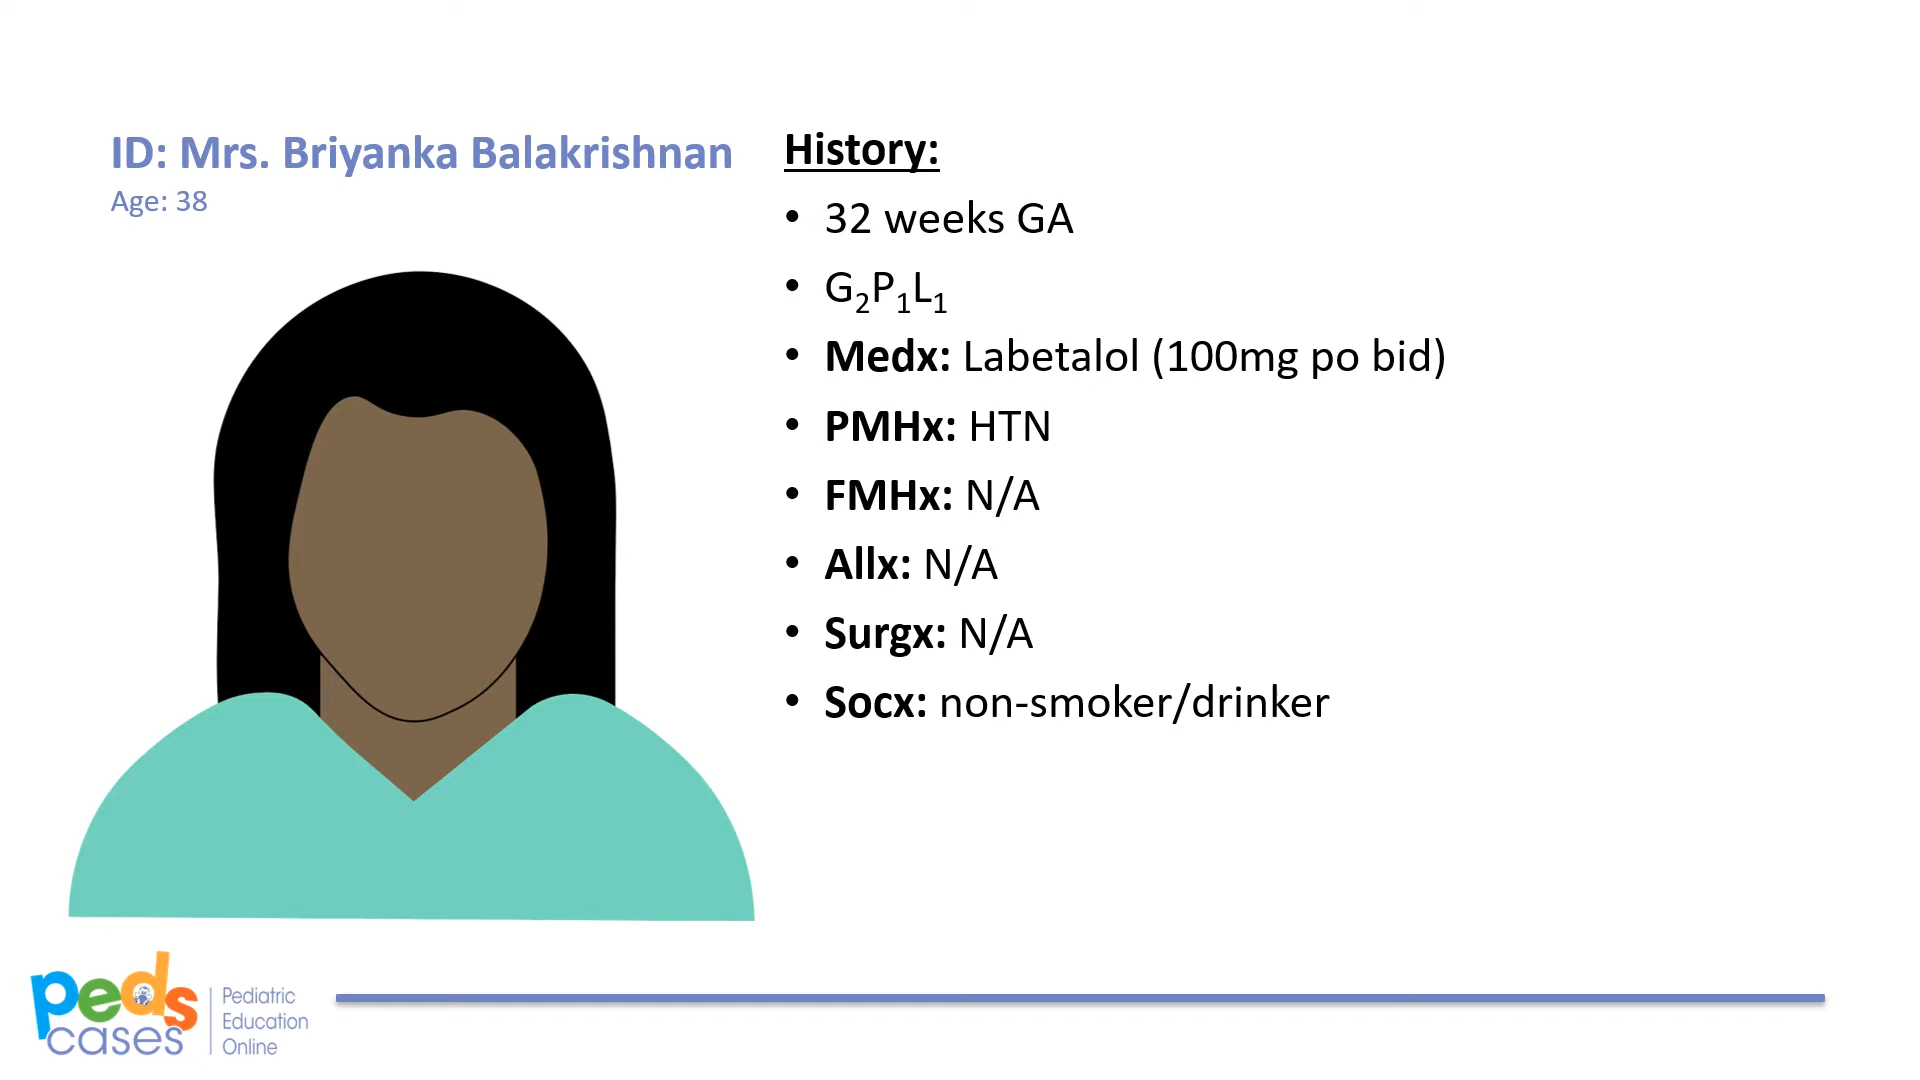 ID: Mrs. Briyanka Balakrishnan
Age: 38
History:
• 32 weeks GA
• G₂P₁L₁
• Medx: Labetalol (100mg po bid)
• PMHx: HTN
• FMHx: N/A
• Allx: N/A
• Surgx: N/A
• Socx: non-smoker/drinker
peds
cases
Pediatric
Education
Online